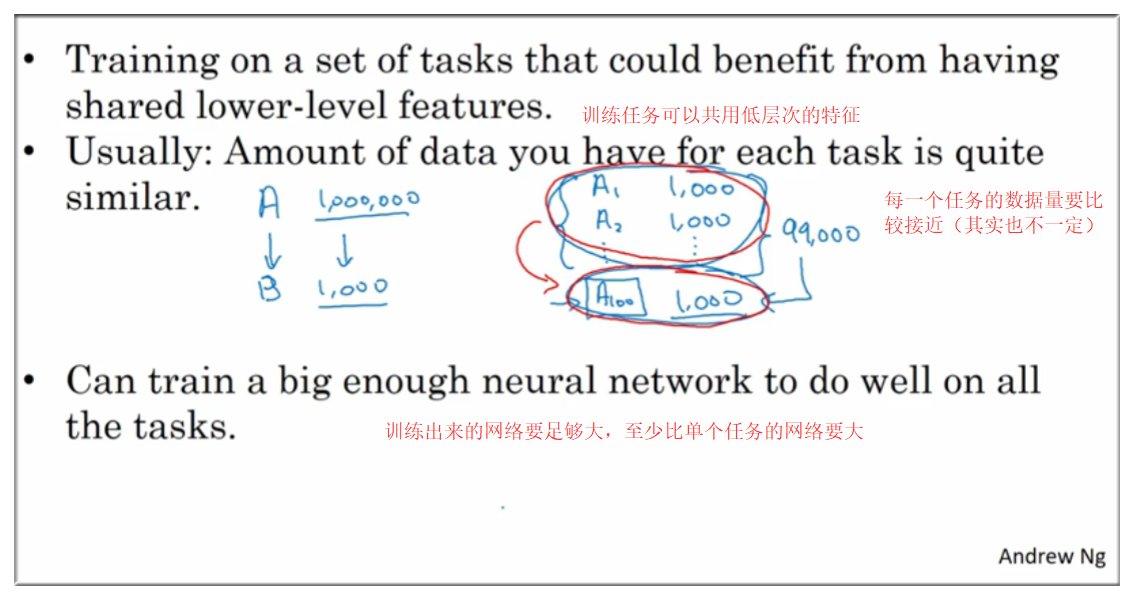 • Training on a set of tasks that could benefit from having
shared lower-level features. 训练任务可以共用低层次的特征
• Usually: Amount of data you have for each task is quite
similar.
A 1,000,000
B 1,000
A₁ 1,000
A₂ 1,000
⋮ ⋮
99,000
A₁₀₀ 1,000
每一个任务的数据量要比
较接近（其实也不一定）
• Can train a big enough neural network to do well on all
the tasks.
训练出来的网络要足够大，至少比单个任务的网络要大
Andrew Ng